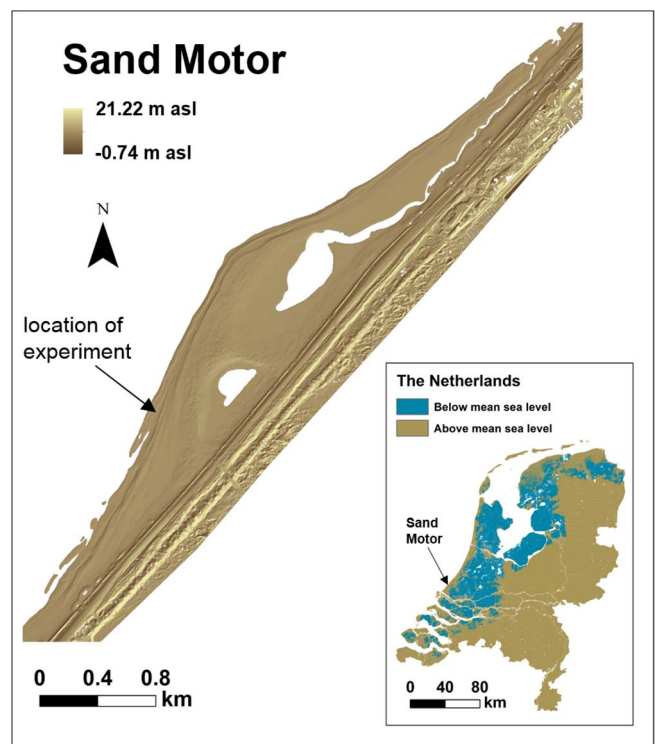 Sand Motor
21.22 m asl
-0.74 m asl
N
location of
experiment
0 0.4 0.8
km
The Netherlands
Below mean sea level
Above mean sea level
Sand
Motor
0 40 80
km